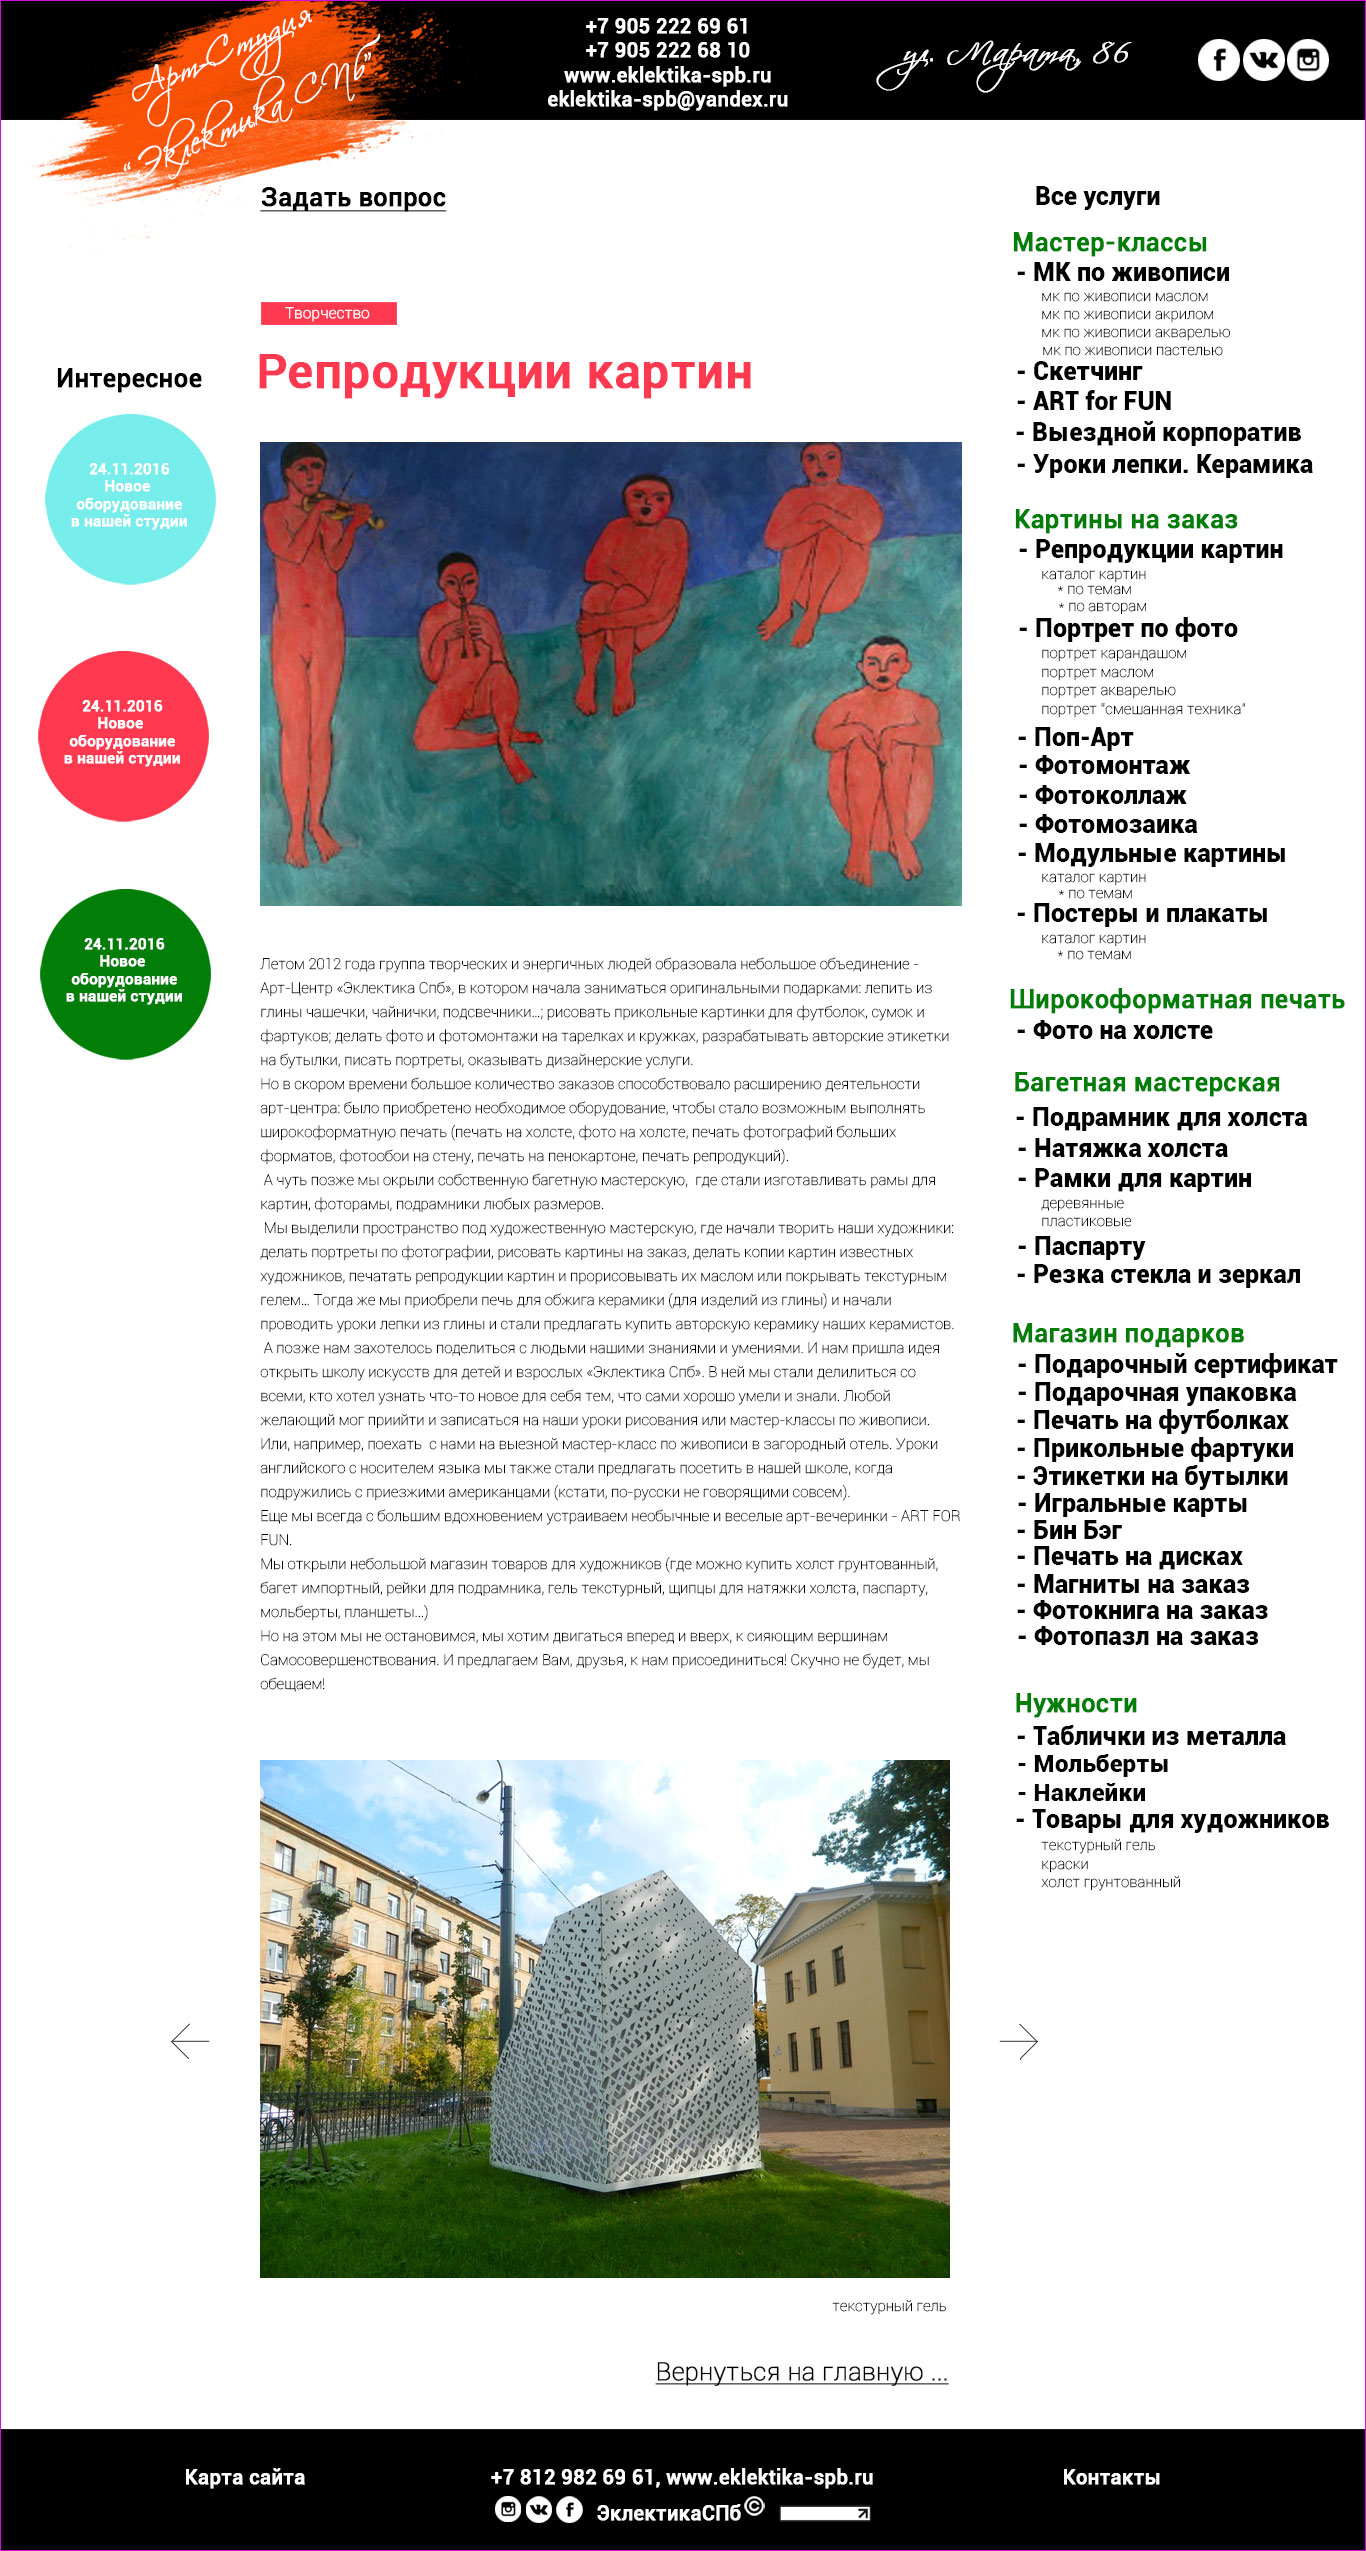 Арт-Студия
"Эклектика СПб"
+7 905 222 69 61
+7 905 222 68 10
www.eklektika-spb.ru
eklektika-spb@yandex.ru
ул. Марата, 86
Задать вопрос
Творчество
Репродукции картин
Интересное
24.11.2016
Новое
оборудование
в нашей студии
24.11.2016
Новое
оборудование
в нашей студии
24.11.2016
Новое
оборудование
в нашей студии
Летом 2012 года группа творческих и энергичных людей образовала небольшое объединение -
Арт-Центр «Эклектика Спб», в котором начала заниматься оригинальными подарками: лепить из
глины чашечки, чайнички, подсвечники...; рисовать прикольные картинки для футболок, сумок и
фартуков; делать фото и фотомонтажи на тарелках и кружках, разрабатывать авторские этикетки
на бутылки, писать портреты, оказывать дизайнерские услуги.
Но в скором времени большое количество заказов способствовало расширению деятельности
арт-центра: было приобретено необходимое оборудование, чтобы стало возможным выполнять
широкоформатную печать (печать на холсте, фото на холсте, печать фотографий больших
форматов, фотообои на стену, печать на пенокартоне, печать репродукций).
А чуть позже мы окрыли собственную багетную мастерскую, где стали изготавливать рамы для
картин, фоторамы, подрамники любых размеров.
Мы выделили пространство под художественную мастерскую, где начали творить наши художники:
делать портреты по фотографии, рисовать картины на заказ, делать копии картин известных
художников, печатать репродукции картин и прорисовывать их маслом или покрывать текстурным
гелем... Тогда же мы приобрели печь для обжига керамики (для изделий из глины) и начали
проводить уроки лепки из глины и стали предлагать купить авторскую керамику наших керамистов.
А позже нам захотелось поделиться с людьми нашими знаниями и умениями. И нам пришла идея
открыть школу искусств для детей и взрослых «Эклектика Спб». В ней мы стали делилиться со
всеми, кто хотел узнать что-то новое для себя тем, что сами хорошо умели и знали. Любой
желающий мог прийти и записаться на наши уроки рисования или мастер-классы по живописи.
Или, например, поехать с нами на выезной мастер-класс по живописи в загородный отель. Уроки
английского с носителем языка мы также стали предлагать посетить в нашей школе, когда
подружились с приезжими американцами (кстати, по-русски не говорящими совсем).
Еще мы всегда с большим вдохновением устраиваем необычные и веселые арт-вечеринки - ART FOR
FUN.
Мы открыли небольшой магазин товаров для художников (где можно купить холст грунтованный,
багет импортный, рейки для подрамника, гель текстурный, щипцы для натяжки холста, паспарту,
мольберты, планшеты...)
Но на этом мы не остановимся, мы хотим двигаться вперед и вверх, к сияющим вершинам
Самосовершенствования. И предлагаем Вам, друзья, к нам присоединиться! Скучно не будет, мы
обещаем!
текстурный гель
Вернуться на главную ...
Все услуги
Мастер-классы
- МК по живописи
мк по живописи маслом
мк по живописи акрилом
мк по живописи акварелью
мк по живописи пастелью
- Скетчинг
- ART for FUN
- Выездной корпоратив
- Уроки лепки. Керамика
Картины на заказ
- Репродукции картин
каталог картин
* по темам
* по авторам
- Портрет по фото
портрет карандашом
портрет маслом
портрет акварелью
портрет "смешанная техника"
- Поп-Арт
- Фотомонтаж
- Фотоколлаж
- Фотомозаика
- Модульные картины
каталог картин
* по темам
- Постеры и плакаты
каталог картин
* по темам
Широкоформатная печать
- Фото на холсте
Багетная мастерская
- Подрамник для холста
- Натяжка холста
- Рамки для картин
деревянные
пластиковые
- Паспарту
- Резка стекла и зеркал
Магазин подарков
- Подарочный сертификат
- Подарочная упаковка
- Печать на футболках
- Прикольные фартуки
- Этикетки на бутылки
- Игральные карты
- Бин Бэг
- Печать на дисках
- Магниты на заказ
- Фотокнига на заказ
- Фотопазл на заказ
Нужности
- Таблички из металла
- Мольберты
- Наклейки
- Товары для художников
текстурный гель
краски
холст грунтованный
Карта сайта
+7 812 982 69 61, www.eklektika-spb.ru
ЭклектикаСПб©
Контакты